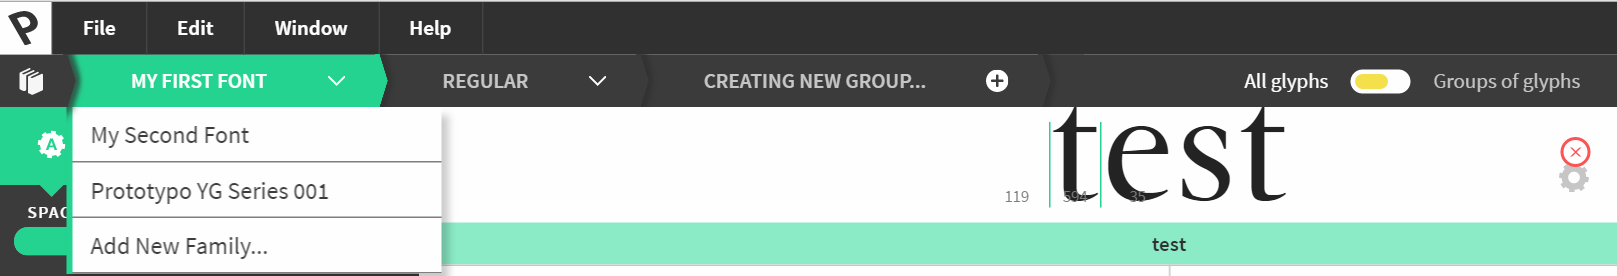 File Edit Window Help
MY FIRST FONT REGULAR CREATING NEW GROUP... All glyphs Groups of glyphs
My Second Font
A
test
Prototypo YG Series 001
119 594 35
SPAC
Add New Family...
test